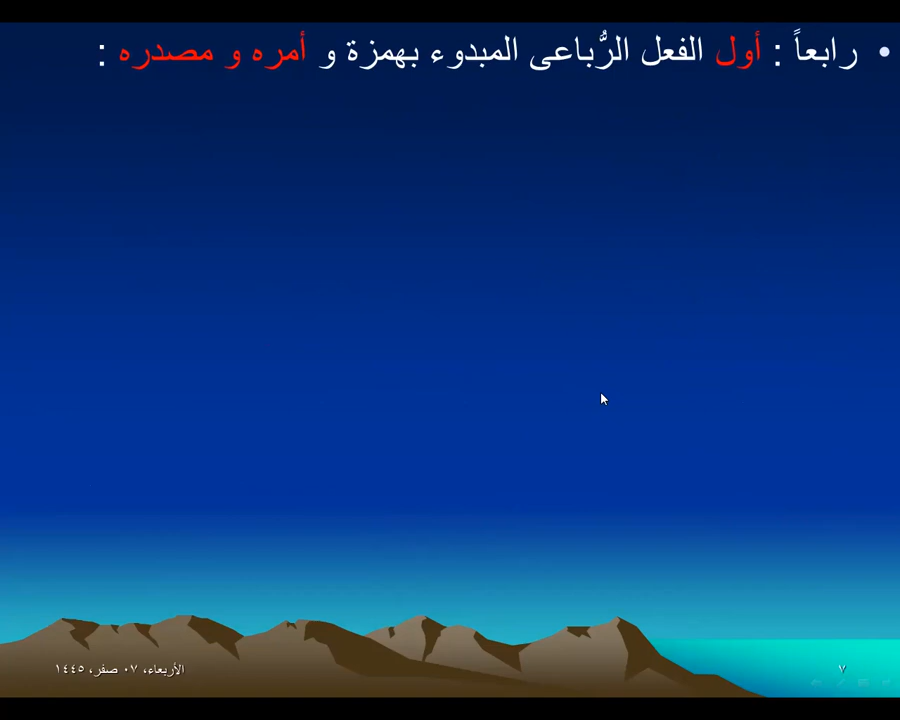 • رابعاً : أول الفعل الرُّباعى المبدوء بهمزة و أمره و مصدره :
الأربعاء، ٠٧ صفر، ١٤٤٥
٧